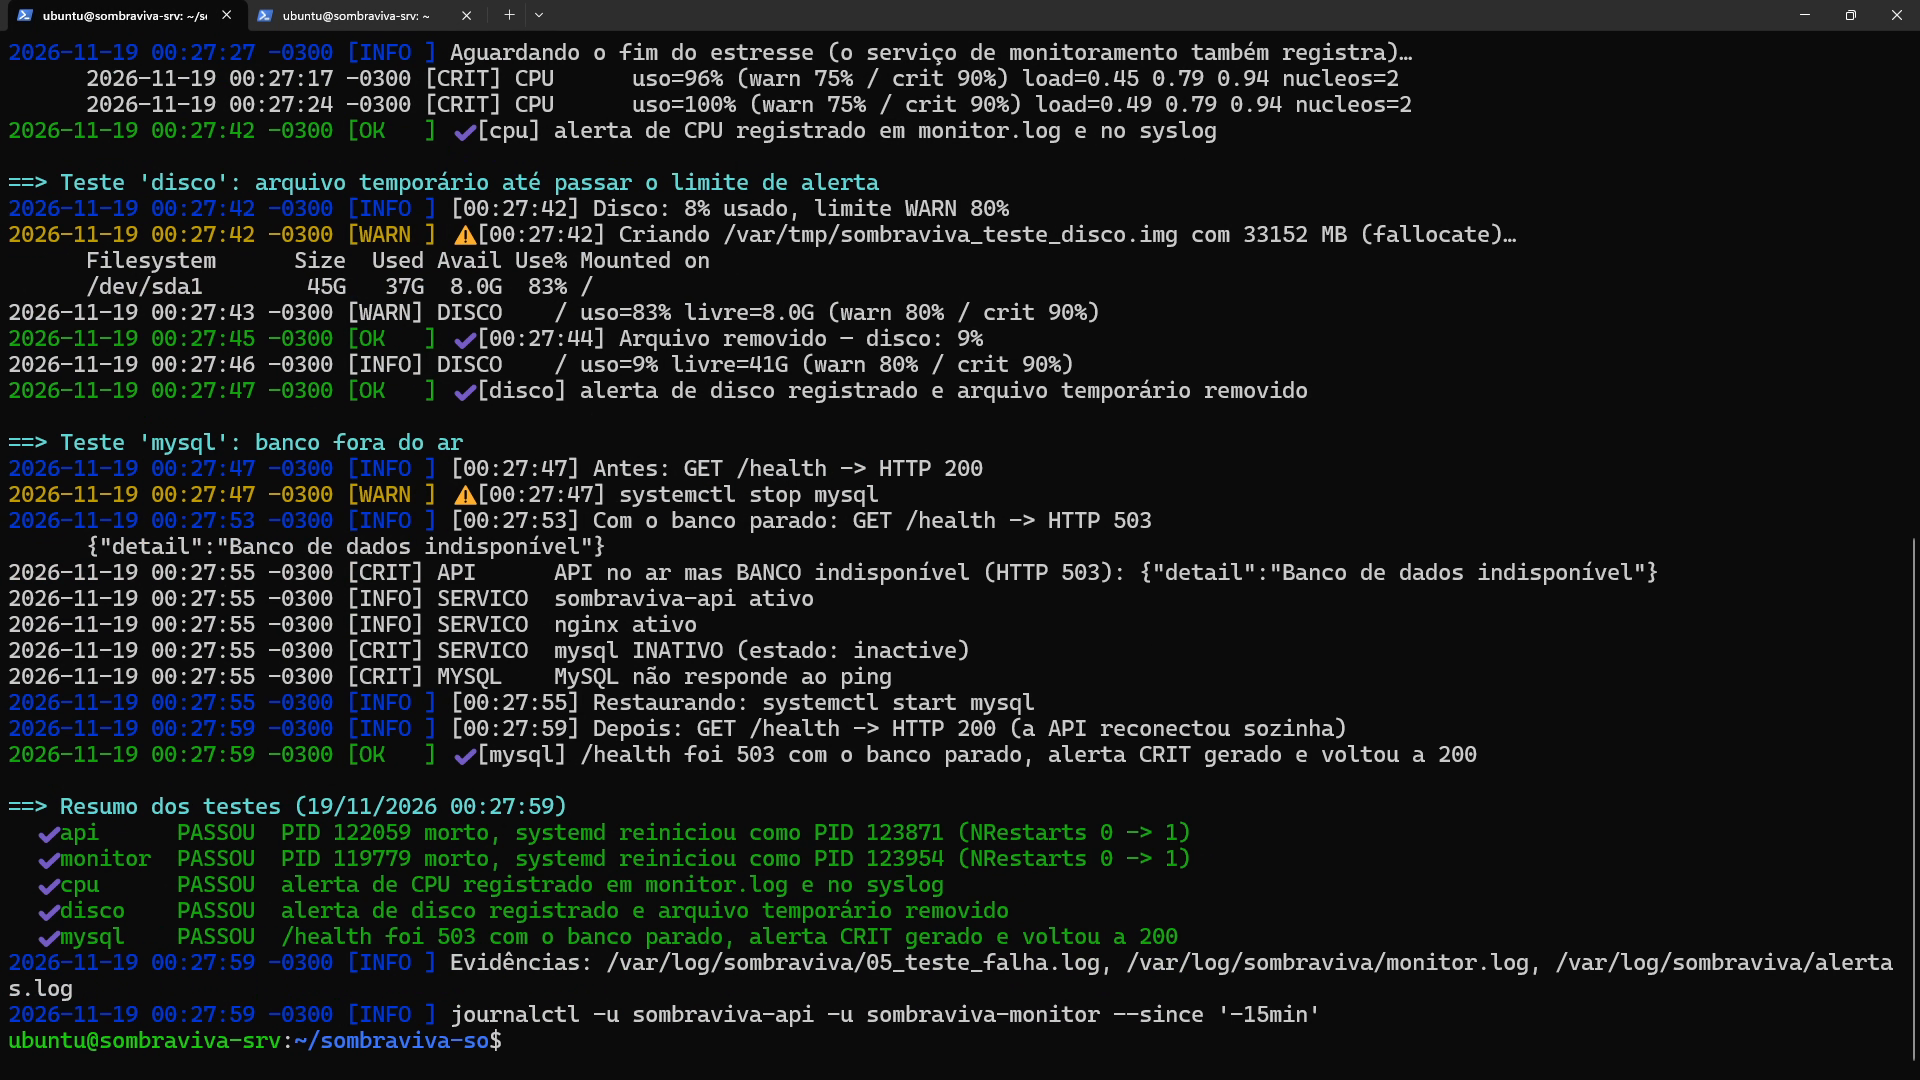 ubuntu@sombraviva-srv: ~/so
ubuntu@sombraviva-srv: ~
2026-11-19 00:27:27 -0300 [INFO ] Aguardando o fim do estresse (o serviço de monitoramento também registra)…
2026-11-19 00:27:17 -0300 [CRIT] CPU      uso=96% (warn 75% / crit 90%) load=0.45 0.79 0.94 nucleos=2
2026-11-19 00:27:24 -0300 [CRIT] CPU      uso=100% (warn 75% / crit 90%) load=0.49 0.79 0.94 nucleos=2
2026-11-19 00:27:42 -0300 [OK   ] ✔[cpu] alerta de CPU registrado em monitor.log e no syslog
==> Teste 'disco': arquivo temporário até passar o limite de alerta
2026-11-19 00:27:42 -0300 [INFO ] [00:27:42] Disco: 8% usado, limite WARN 80%
2026-11-19 00:27:42 -0300 [WARN ] ⚠[00:27:42] Criando /var/tmp/sombraviva_teste_disco.img com 33152 MB (fallocate)…
Filesystem      Size  Used Avail Use% Mounted on
/dev/sda1        45G   37G  8.0G  83% /
2026-11-19 00:27:43 -0300 [WARN] DISCO    / uso=83% livre=8.0G (warn 80% / crit 90%)
2026-11-19 00:27:45 -0300 [OK   ] ✔[00:27:44] Arquivo removido — disco: 9%
2026-11-19 00:27:46 -0300 [INFO] DISCO    / uso=9% livre=41G (warn 80% / crit 90%)
2026-11-19 00:27:47 -0300 [OK   ] ✔[disco] alerta de disco registrado e arquivo temporário removido
==> Teste 'mysql': banco fora do ar
2026-11-19 00:27:47 -0300 [INFO ] [00:27:47] Antes: GET /health -> HTTP 200
2026-11-19 00:27:47 -0300 [WARN ] ⚠[00:27:47] systemctl stop mysql
2026-11-19 00:27:53 -0300 [INFO ] [00:27:53] Com o banco parado: GET /health -> HTTP 503
{"detail":"Banco de dados indisponível"}
2026-11-19 00:27:55 -0300 [CRIT] API      API no ar mas BANCO indisponível (HTTP 503): {"detail":"Banco de dados indisponível"}
2026-11-19 00:27:55 -0300 [INFO] SERVICO  sombraviva-api ativo
2026-11-19 00:27:55 -0300 [INFO] SERVICO  nginx ativo
2026-11-19 00:27:55 -0300 [CRIT] SERVICO  mysql INATIVO (estado: inactive)
2026-11-19 00:27:55 -0300 [CRIT] MYSQL    MySQL não responde ao ping
2026-11-19 00:27:55 -0300 [INFO ] [00:27:55] Restaurando: systemctl start mysql
2026-11-19 00:27:59 -0300 [INFO ] [00:27:59] Depois: GET /health -> HTTP 200 (a API reconectou sozinha)
2026-11-19 00:27:59 -0300 [OK   ] ✔[mysql] /health foi 503 com o banco parado, alerta CRIT gerado e voltou a 200
==> Resumo dos testes (19/11/2026 00:27:59)
✔api      PASSOU  PID 122059 morto, systemd reiniciou como PID 123871 (NRestarts 0 -> 1)
✔monitor  PASSOU  PID 119779 morto, systemd reiniciou como PID 123954 (NRestarts 0 -> 1)
✔cpu      PASSOU  alerta de CPU registrado em monitor.log e no syslog
✔disco    PASSOU  alerta de disco registrado e arquivo temporário removido
✔mysql    PASSOU  /health foi 503 com o banco parado, alerta CRIT gerado e voltou a 200
2026-11-19 00:27:59 -0300 [INFO ] Evidências: /var/log/sombraviva/05_teste_falha.log, /var/log/sombraviva/monitor.log, /var/log/sombraviva/alerta
s.log
2026-11-19 00:27:59 -0300 [INFO ] journalctl -u sombraviva-api -u sombraviva-monitor --since '-15min'
ubuntu@sombraviva-srv:~/sombraviva-so$